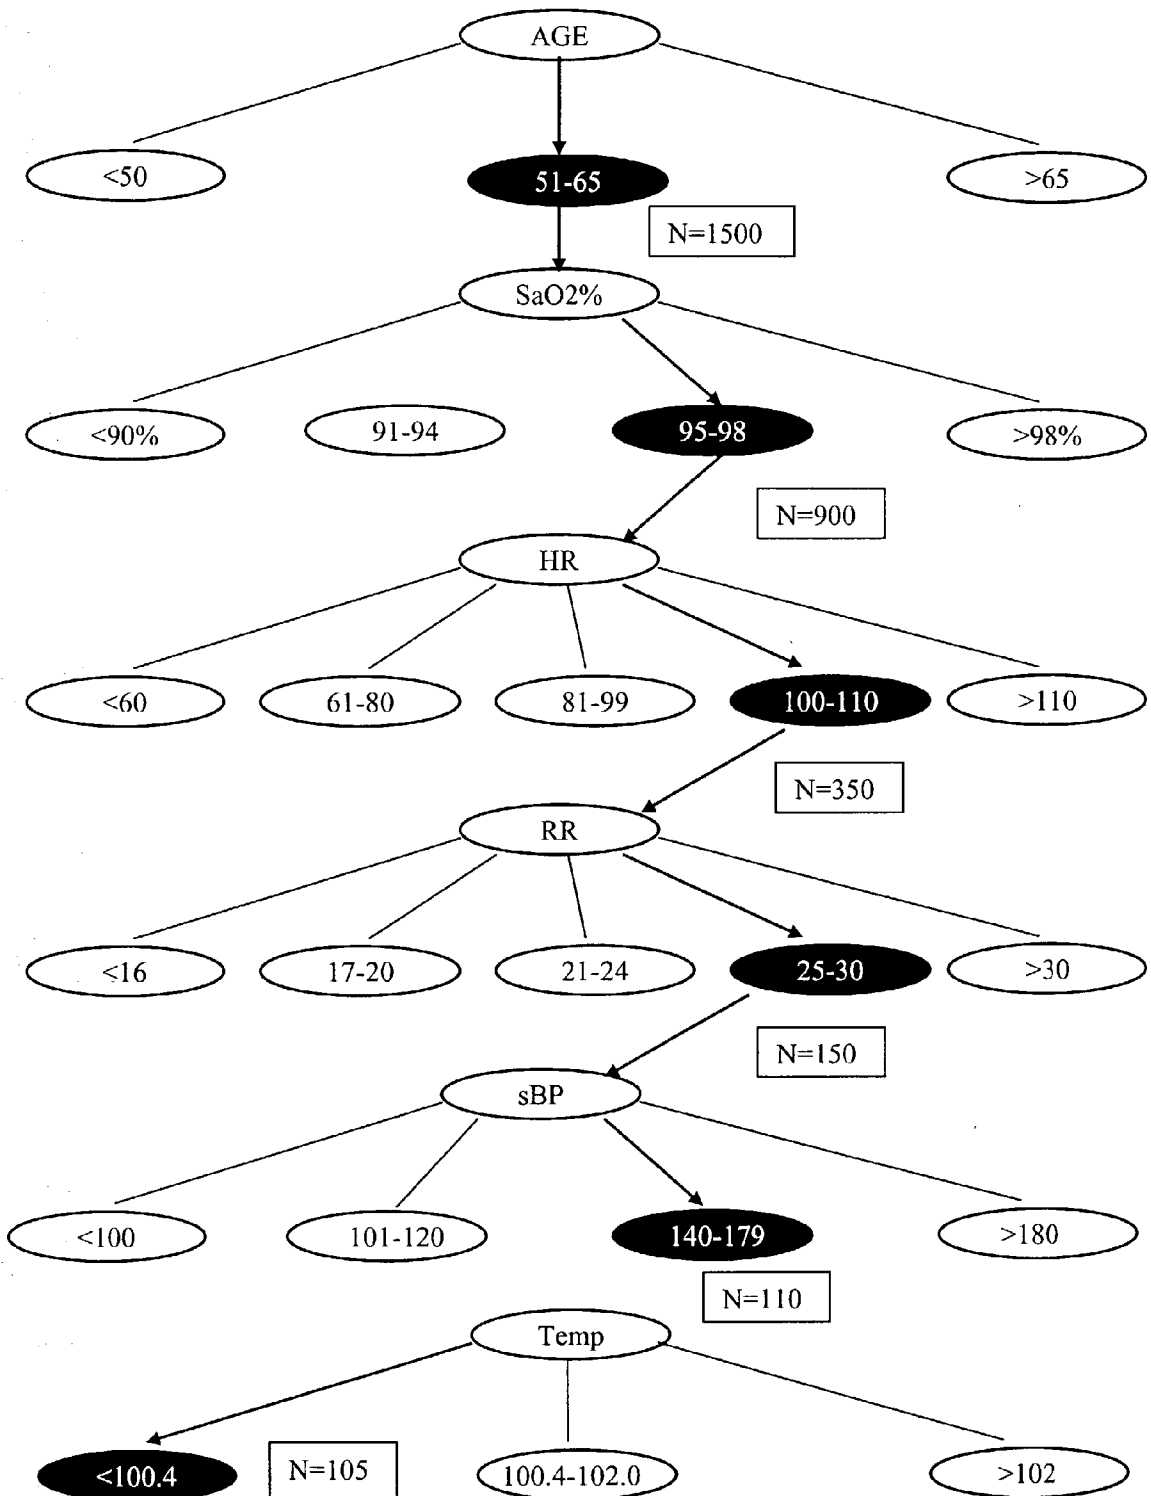 AGE
<50
51-65
>65
N=1500
SaO2%
<90%
91-94
95-98
>98%
N=900
HR
<60
61-80
81-99
100-110
>110
N=350
RR
<16
17-20
21-24
25-30
>30
N=150
sBP
<100
101-120
140-179
>180
N=110
Temp
<100.4
N=105
100.4-102.0
>102